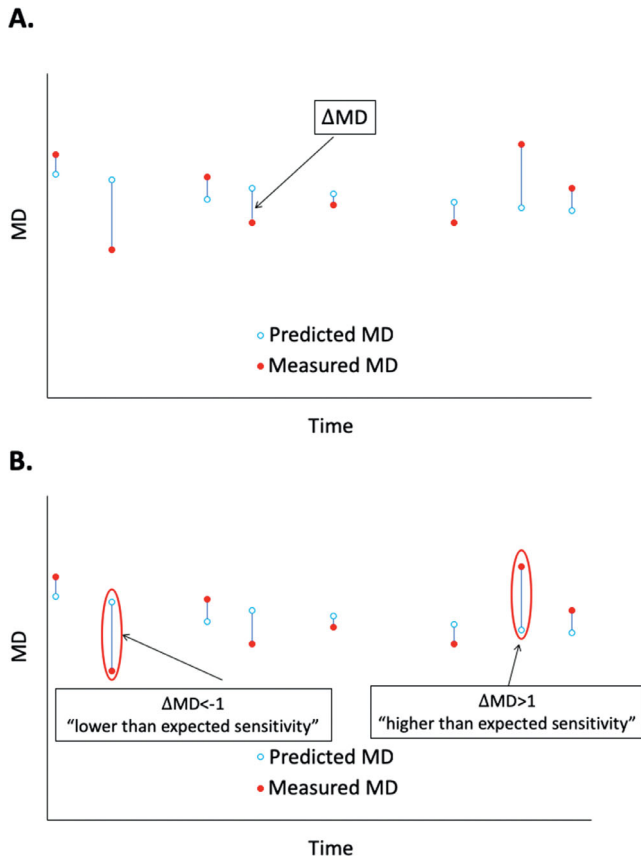 A.
ΔMD
MD
Predicted MD
Measured MD
Time
B.
MD
ΔMD<-1
“lower than expected sensitivity”
ΔMD>1
“higher than expected sensitivity”
Predicted MD
Measured MD
Time